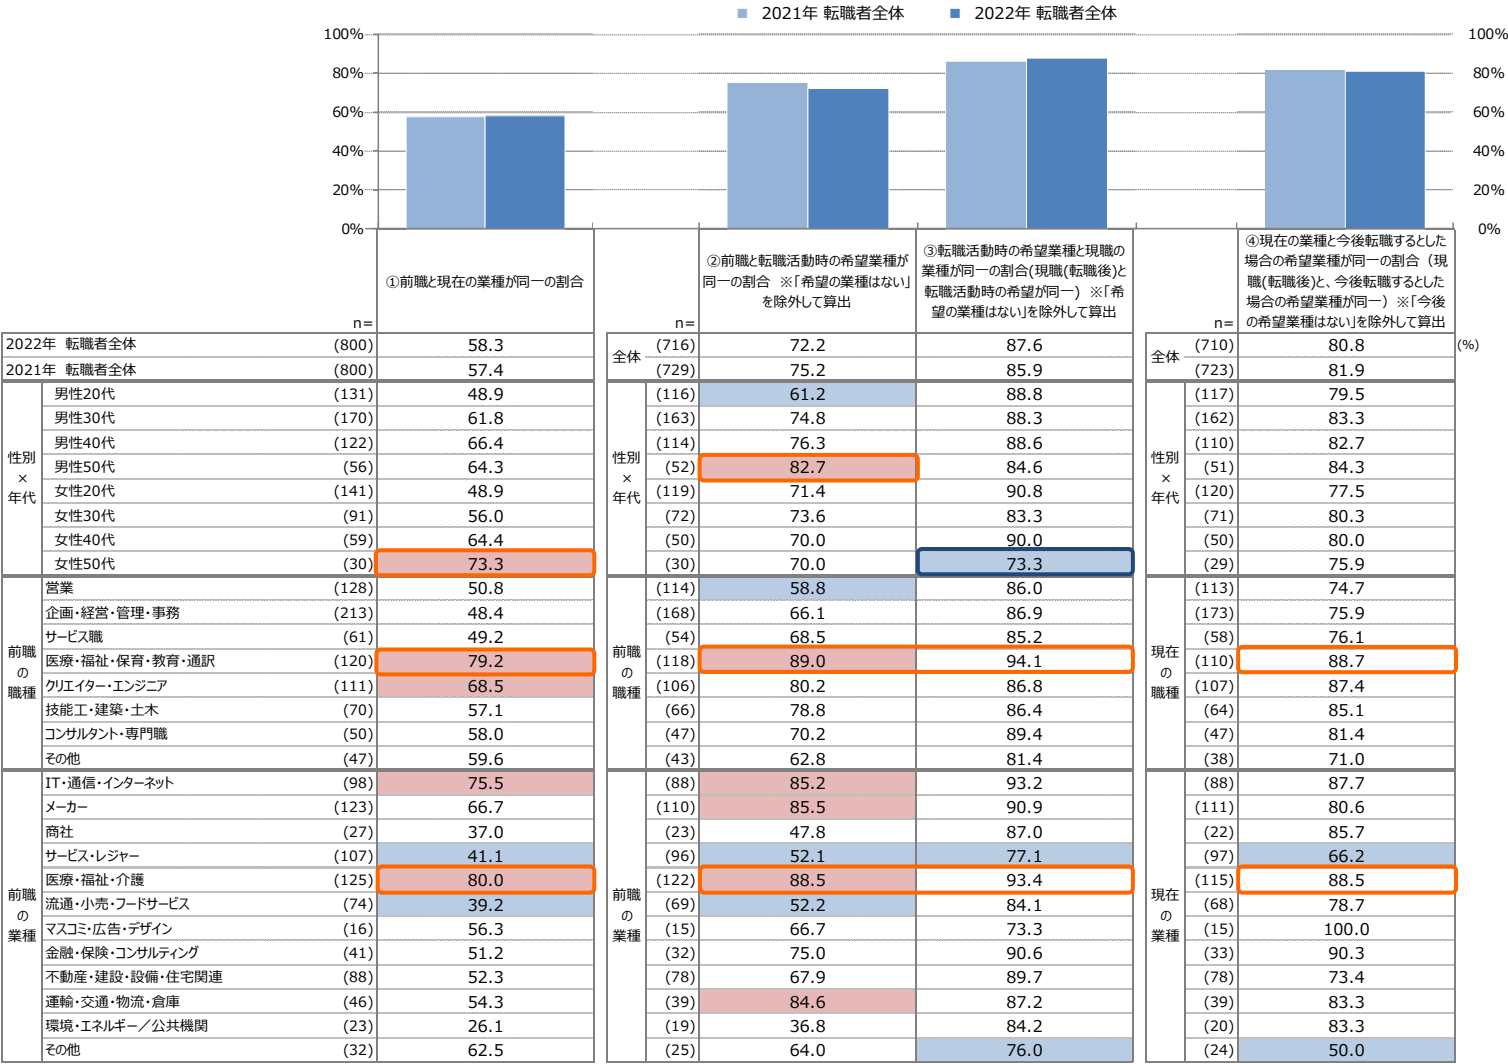 2021年 転職者全体 2022年 転職者全体
100% 100%
80% 80%
60% 60%
40% 40%
20% 20%
0% 0%
①前職と現在の業種が同一の割合
②前職と転職活動時の希望業種が
同一の割合 ※「希望の業種はない」
を除外して算出
③転職活動時の希望業種と現職の
業種が同一の割合(現職(転職後)と
転職活動時の希望が同一) ※「希
望の業種はない」を除外して算出
④現在の業種と今後転職するとした
場合の希望業種が同一の割合（現
職(転職後)と、今後転職するとした
場合の希望業種が同一）※「今後
の希望業種はない」を除外して算出
n= n= n=
2022年 転職者全体 (800) 58.3 全体 (716) 72.2 87.6 全体 (710) 80.8 (%)
2021年 転職者全体 (800) 57.4 (729) 75.2 85.9 (723) 81.9
性別
×
年代
性別
×
年代
性別
×
年代
男性20代 (131) 48.9 (116) 61.2 88.8 (117) 79.5
男性30代 (170) 61.8 (163) 74.8 88.3 (162) 83.3
男性40代 (122) 66.4 (114) 76.3 88.6 (110) 82.7
男性50代 (56) 64.3 (52) 82.7 84.6 (51) 84.3
女性20代 (141) 48.9 (119) 71.4 90.8 (120) 77.5
女性30代 (91) 56.0 (72) 73.6 83.3 (71) 80.3
女性40代 (59) 64.4 (50) 70.0 90.0 (50) 80.0
女性50代 (30) 73.3 (30) 70.0 73.3 (29) 75.9
前職
の
職種
前職
の
職種
現在
の
職種
営業 (128) 50.8 (114) 58.8 86.0 (113) 74.7
企画・経営・管理・事務 (213) 48.4 (168) 66.1 86.9 (173) 75.9
サービス職 (61) 49.2 (54) 68.5 85.2 (58) 76.1
医療・福祉・保育・教育・通訳 (120) 79.2 (118) 89.0 94.1 (110) 88.7
クリエイター・エンジニア (111) 68.5 (106) 80.2 86.8 (107) 87.4
技能工・建築・土木 (70) 57.1 (66) 78.8 86.4 (64) 85.1
コンサルタント・専門職 (50) 58.0 (47) 70.2 89.4 (47) 81.4
その他 (47) 59.6 (43) 62.8 81.4 (38) 71.0
前職
の
業種
前職
の
業種
現在
の
業種
IT・通信・インターネット (98) 75.5 (88) 85.2 93.2 (88) 87.7
メーカー (123) 66.7 (110) 85.5 90.9 (111) 80.6
商社 (27) 37.0 (23) 47.8 87.0 (22) 85.7
サービス・レジャー (107) 41.1 (96) 52.1 77.1 (97) 66.2
医療・福祉・介護 (125) 80.0 (122) 88.5 93.4 (115) 88.5
流通・小売・フードサービス (74) 39.2 (69) 52.2 84.1 (68) 78.7
マスコミ・広告・デザイン (16) 56.3 (15) 66.7 73.3 (15) 100.0
金融・保険・コンサルティング (41) 51.2 (32) 75.0 90.6 (33) 90.3
不動産・建設・設備・住宅関連 (88) 52.3 (78) 67.9 89.7 (78) 73.4
運輸・交通・物流・倉庫 (46) 54.3 (39) 84.6 87.2 (39) 83.3
環境・エネルギー／公共機関 (23) 26.1 (19) 36.8 84.2 (20) 83.3
その他 (32) 62.5 (25) 64.0 76.0 (24) 50.0